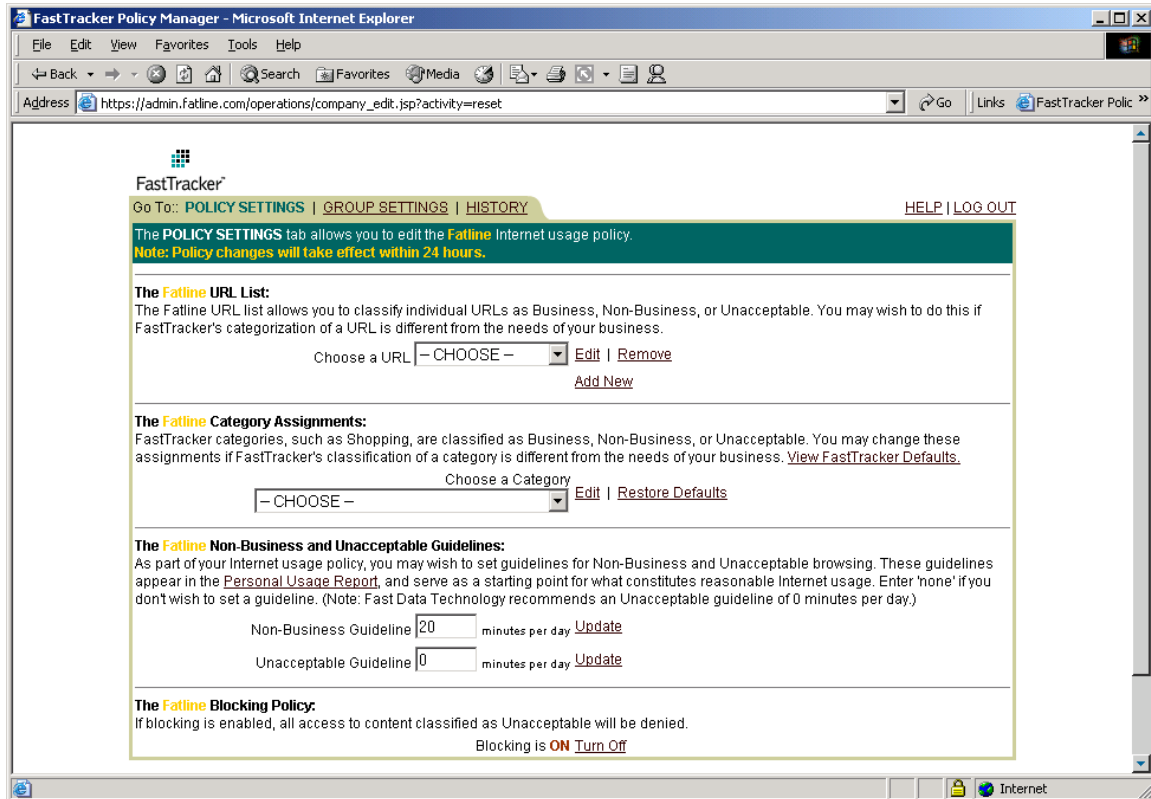 FastTracker Policy Manager - Microsoft Internet Explorer
File Edit View Favorites Tools Help
Back Search Favorites Media
Address https://admin.fatline.com/operations/company_edit.jsp?activity=reset Go Links FastTracker Polic »
FastTracker
Go To:: POLICY SETTINGS | GROUP SETTINGS | HISTORY HELP | LOG OUT
The POLICY SETTINGS tab allows you to edit the Fatline Internet usage policy.
Note: Policy changes will take effect within 24 hours.
The Fatline URL List:
The Fatline URL list allows you to classify individual URLs as Business, Non-Business, or Unacceptable. You may wish to do this if
FastTracker's categorization of a URL is different from the needs of your business.
Choose a URL – CHOOSE – Edit | Remove
Add New
The Fatline Category Assignments:
FastTracker categories, such as Shopping, are classified as Business, Non-Business, or Unacceptable. You may change these
assignments if FastTracker's classification of a category is different from the needs of your business. View FastTracker Defaults.
Choose a Category
– CHOOSE – Edit | Restore Defaults
The Fatline Non-Business and Unacceptable Guidelines:
As part of your Internet usage policy, you may wish to set guidelines for Non-Business and Unacceptable browsing. These guidelines
appear in the Personal Usage Report, and serve as a starting point for what constitutes reasonable Internet usage. Enter 'none' if you
don't wish to set a guideline. (Note: Fast Data Technology recommends an Unacceptable guideline of 0 minutes per day.)
Non-Business Guideline 20 minutes per day Update
Unacceptable Guideline 0 minutes per day Update
The Fatline Blocking Policy:
If blocking is enabled, all access to content classified as Unacceptable will be denied.
Blocking is ON Turn Off
Internet